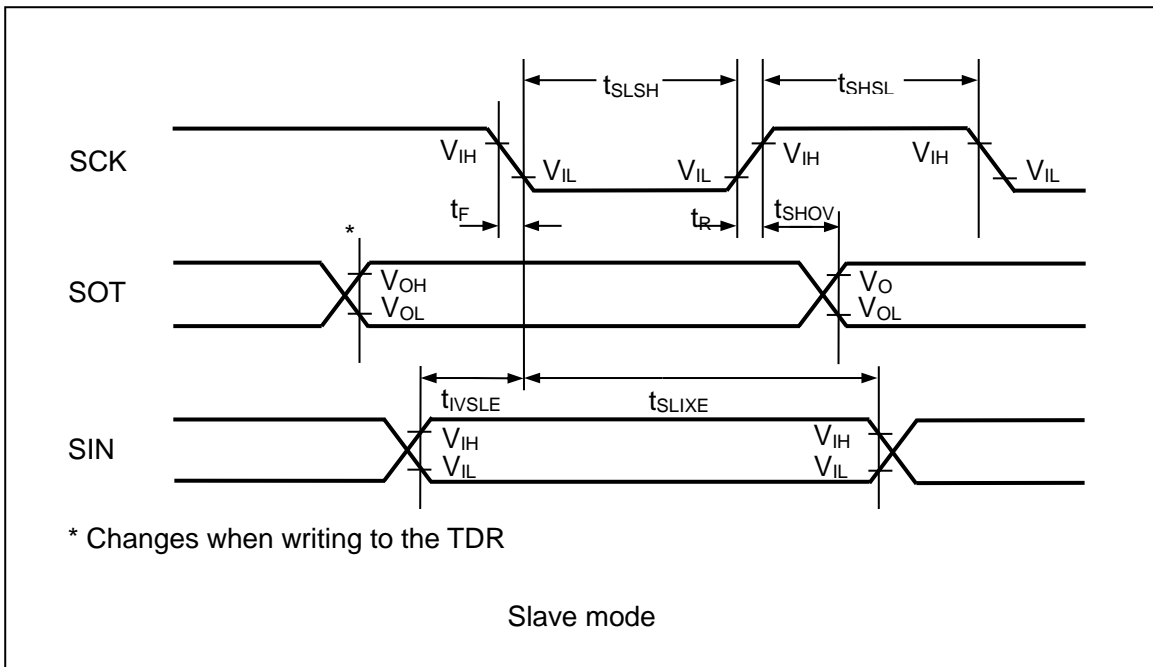 tSLSH tSHSL
SCK VIH VIL VIL VIH VIH VIL
tF tR tSHOV
*
SOT VOH VO
VOL VOL
tIVSLE tSLIXE
SIN VIH VIH
VIL VIL
* Changes when writing to the TDR
Slave mode